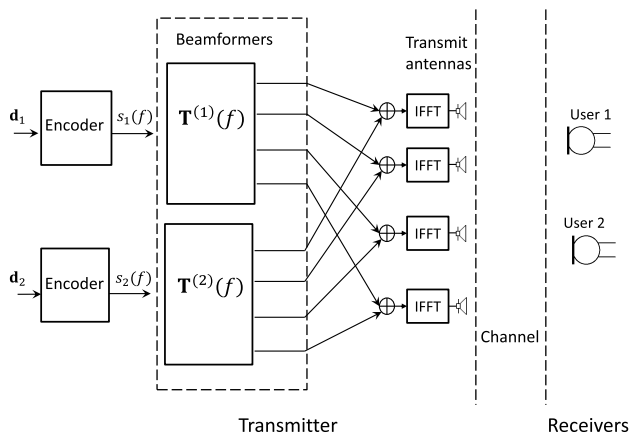 Beamformers
Transmit
antennas
d₁
Encoder
s₁(f)
T⁽¹⁾(f)
IFFT
User 1
IFFT
User 2
d₂
Encoder
s₂(f)
T⁽²⁾(f)
IFFT
IFFT
Channel
Transmitter
Receivers